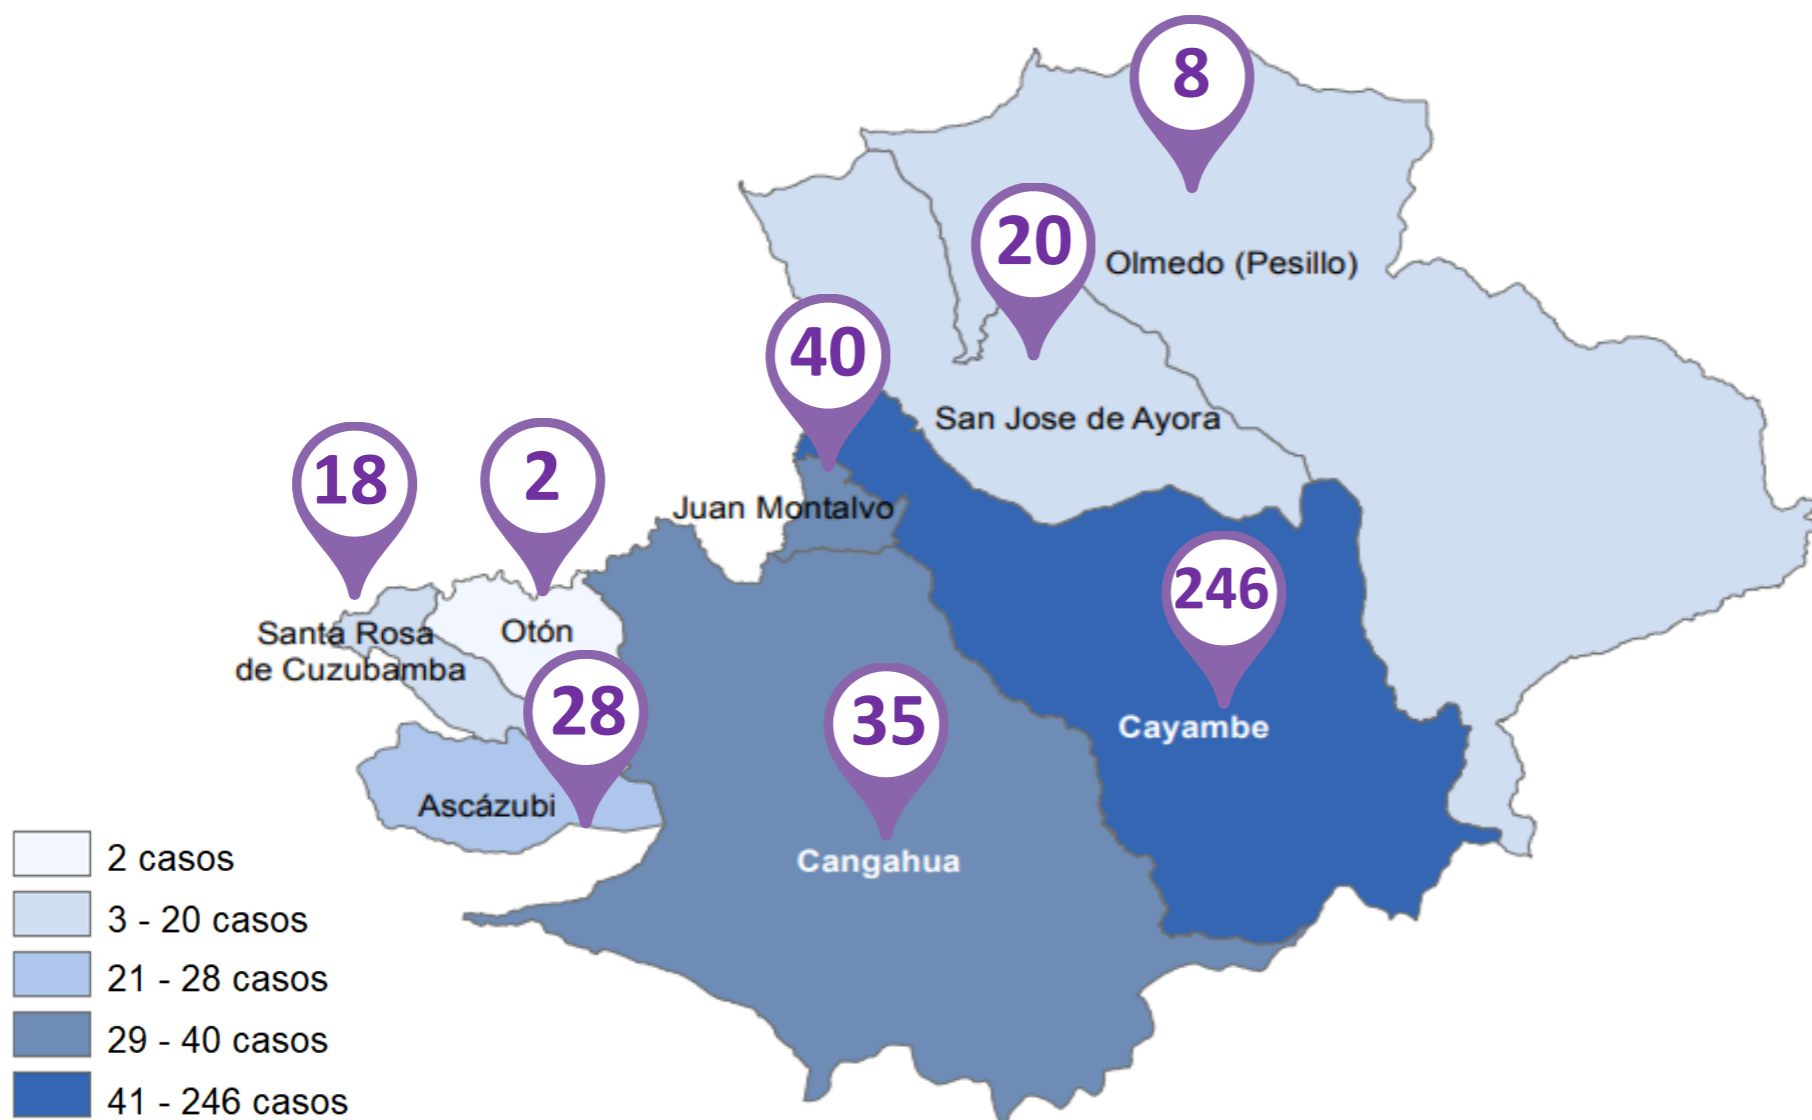 8
20
Olmedo (Pesillo)
40
San Jose de Ayora
18
2
Juan Montalvo
246
Santa Rosa
de Cuzubamba
Otón
28
35
Cayambe
Ascázubi
Cangahua
2 casos
3 - 20 casos
21 - 28 casos
29 - 40 casos
41 - 246 casos